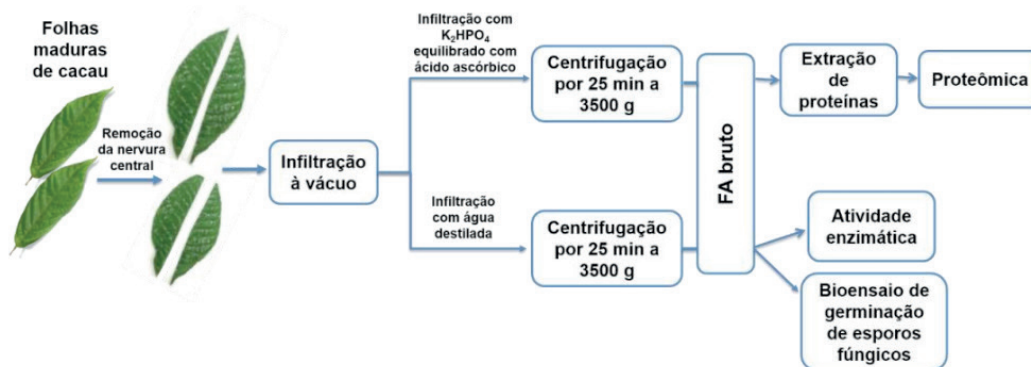 Folhas
maduras
de cacau
Remoção
da nervura
central
Infiltração
à vácuo
Infiltração com
K₂HPO₄
equilibrado com
ácido ascórbico
Centrifugação
por 25 min a
3500 g
Infiltração
com água
destilada
Centrifugação
por 25 min a
3500 g
FA bruto
Extração
de
proteínas
Proteômica
Atividade
enzimática
Bioensaio de
germinação
de esporos
fúngicos